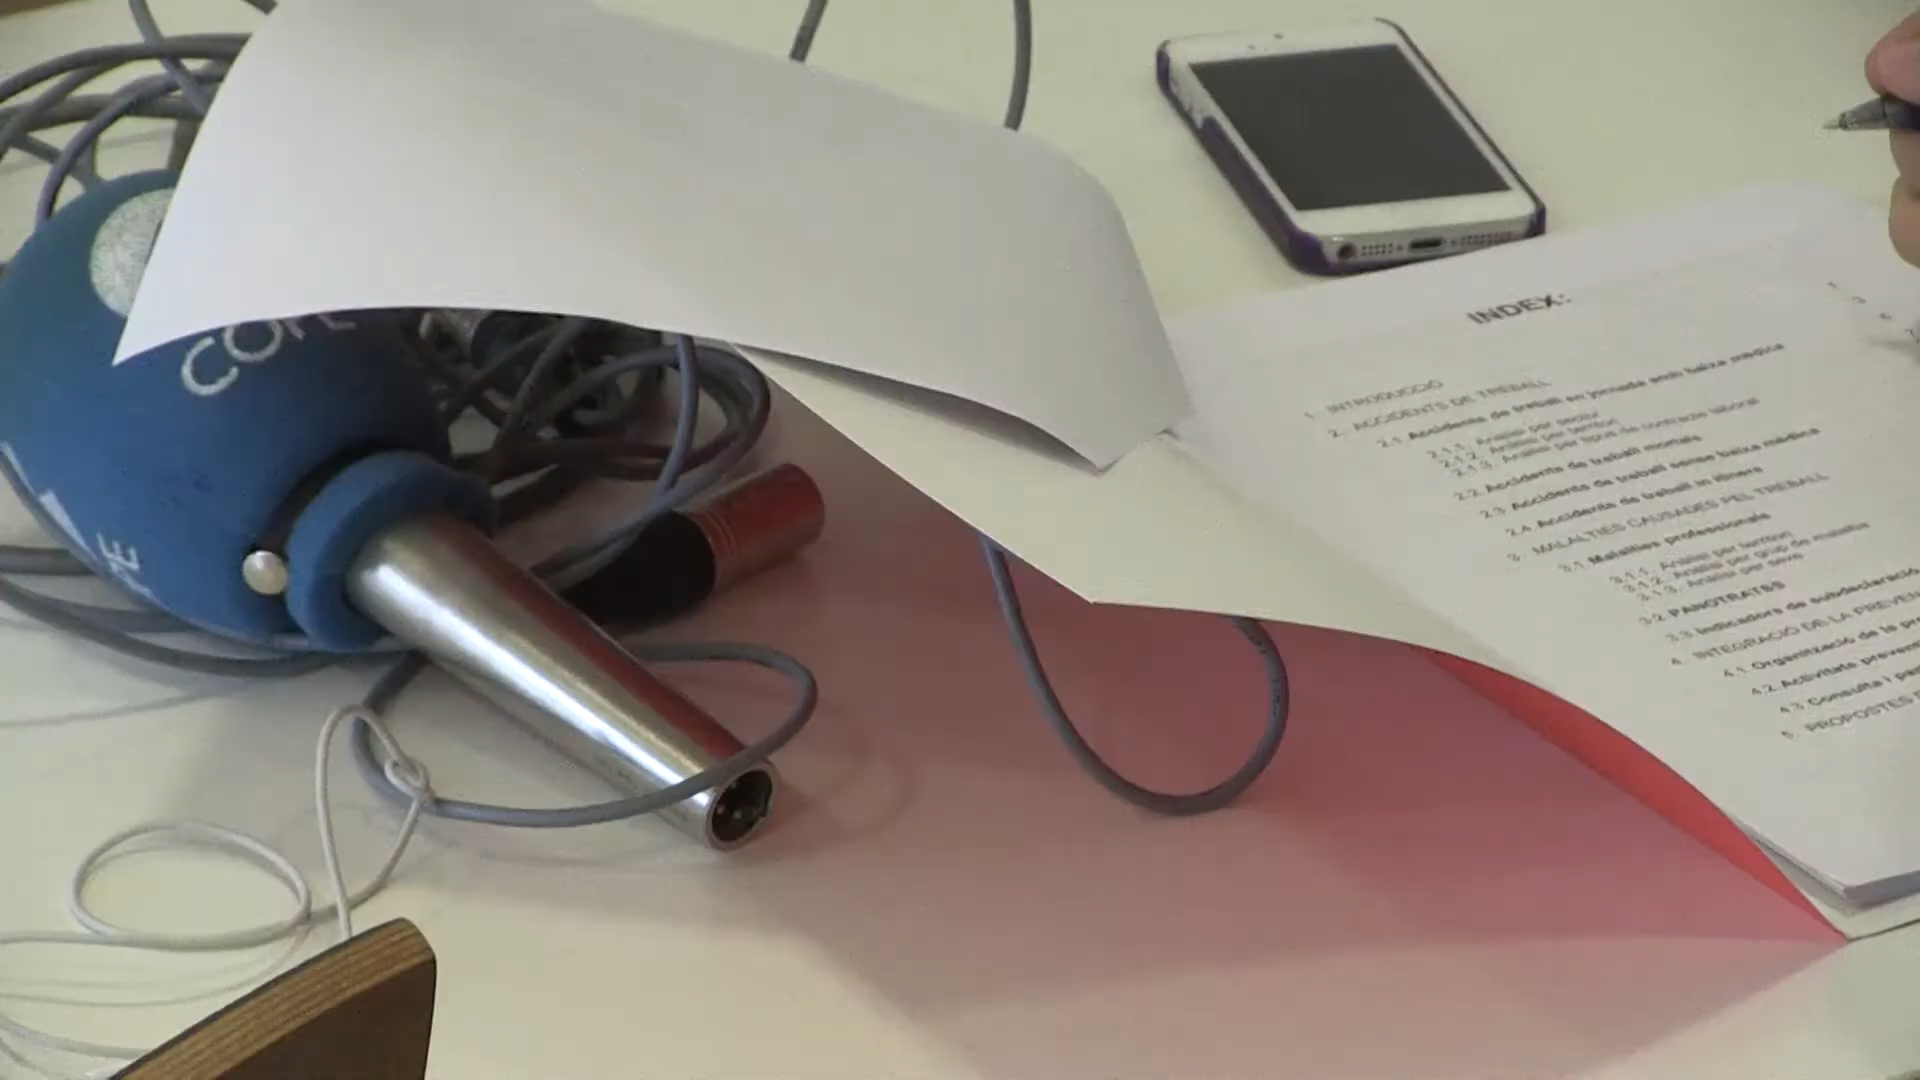 COPE
PE
INDEX:
1. INTRODUCCIÓ
2. ACCIDENTS DE TREBALL
2.1 Accidents de treball en jornada amb baixa mèdica
2.1.1. Anàlisi per sector
2.1.2. Anàlisi per territori
2.1.3. Anàlisi per tipus de contracte laboral
2.2 Accidents de treball mortals
2.3 Accidents de treball sense baixa mèdica
2.4 Accidents de treball in itinere
3. MALALTIES CAUSADES PEL TREBALL
3.1 Malalties professionals
3.1.1. Anàlisi per territori
3.1.2. Anàlisi per grup de malaltia
3.1.3. Anàlisi per sexe
3.2 PANOTRATSS
3.3 Indicadors de subdeclaració
4. INTEGRACIÓ DE LA PREVEN
4.1 Organització de la pre
4.2 Activitats preven
4.3 Consulta i par
5. PROPOSTES